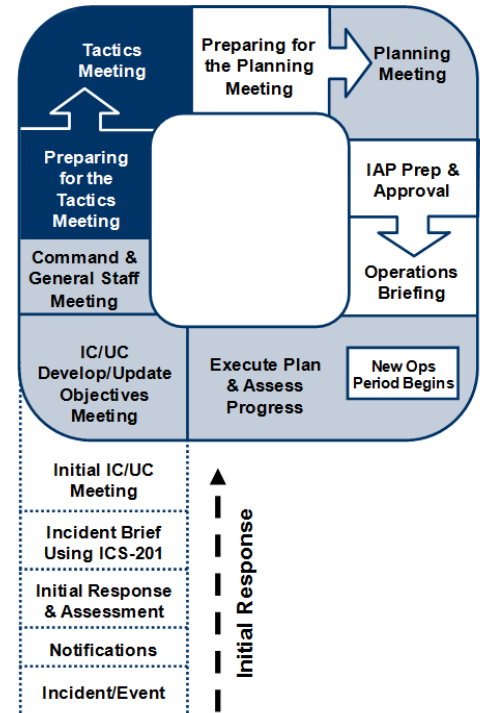 Tactics
Meeting
Preparing for
the Planning
Meeting
Planning
Meeting
Preparing
for the
Tactics
Meeting
IAP Prep &
Approval
Command &
General Staff
Meeting
Operations
Briefing
IC/UC
Develop/Update
Objectives
Meeting
Execute Plan
& Assess
Progress
New Ops
Period Begins
Initial IC/UC
Meeting
Incident Brief
Using ICS-201
Initial Response
& Assessment
Notifications
Incident/Event
Initial Response